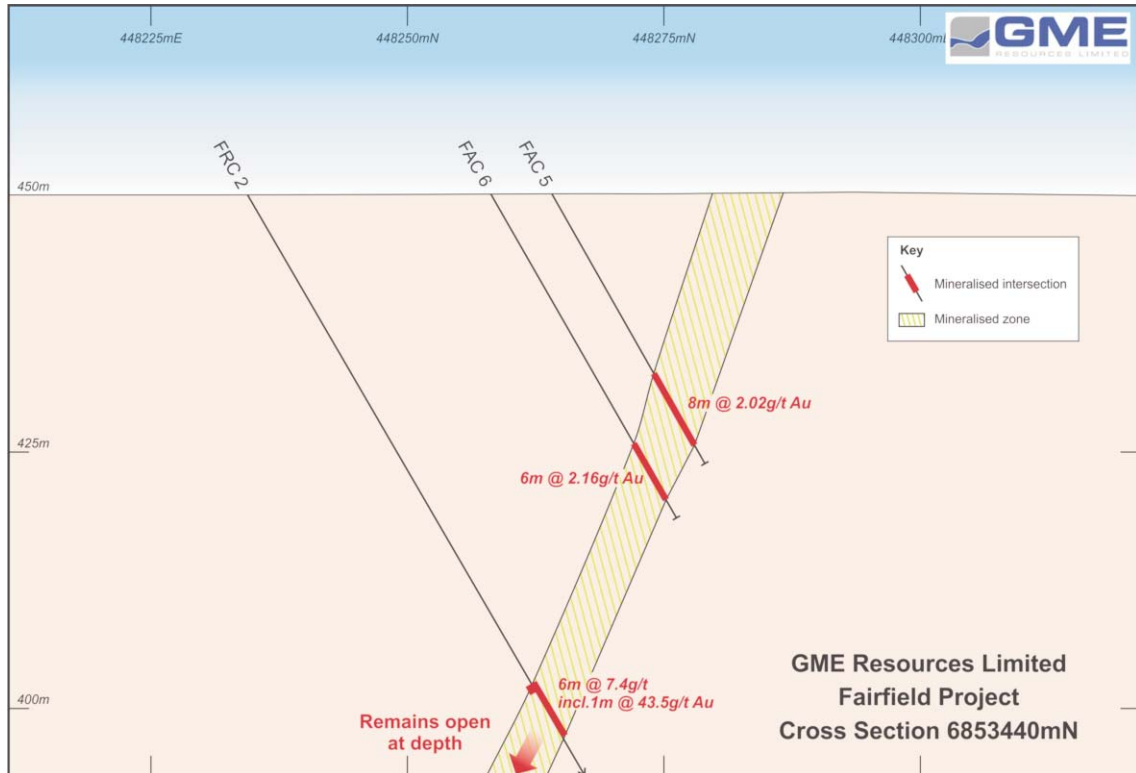 448225mE
448250mN
448275mN
448300mE
GME
RESOURCES LIMITED
FRC 2
FAC 6
FAC 5
450m
Key
Mineralised intersection
Mineralised zone
8m @ 2.02g/t Au
425m
6m @ 2.16g/t Au
6m @ 7.4g/t
incl.1m @ 43.5g/t Au
400m
Remains open
at depth
GME Resources Limited
Fairfield Project
Cross Section 6853440mN